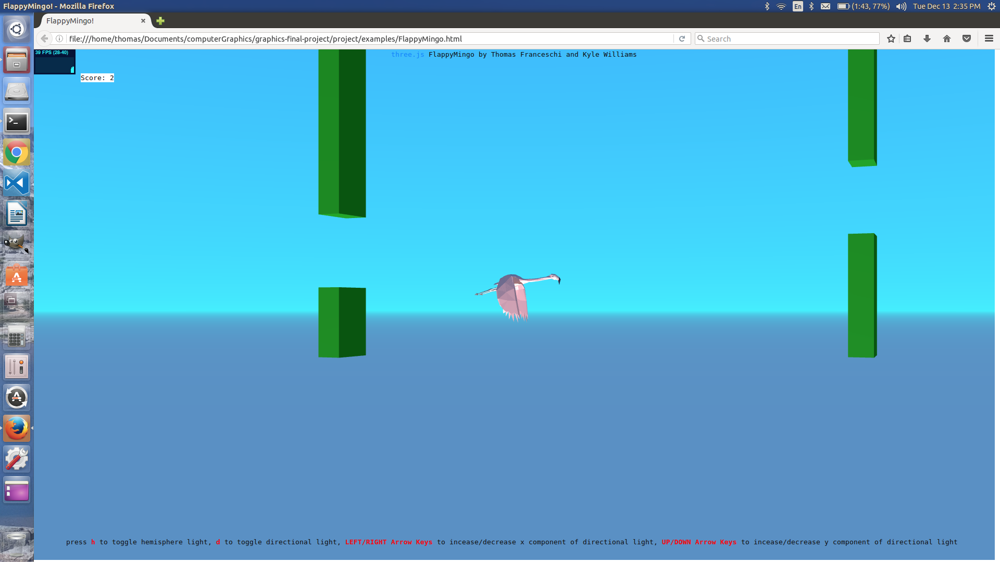 FlappyMingo! - Mozilla Firefox
En
(1:43, 77%)
Tue Dec 13 2:35 PM
FlappyMingo!
file:///home/thomas/Documents/computerGraphics/graphics-final-project/project/examples/FlappyMingo.html
Search
39 FPS (28-40)
three.js FlappyMingo by Thomas Franceschi and Kyle Williams
Score: 2
press h to toggle hemisphere light, d to toggle directional light, LEFT/RIGHT Arrow Keys to incease/decrease x component of directional light, UP/DOWN Arrow Keys to incease/decrease y component of directional light